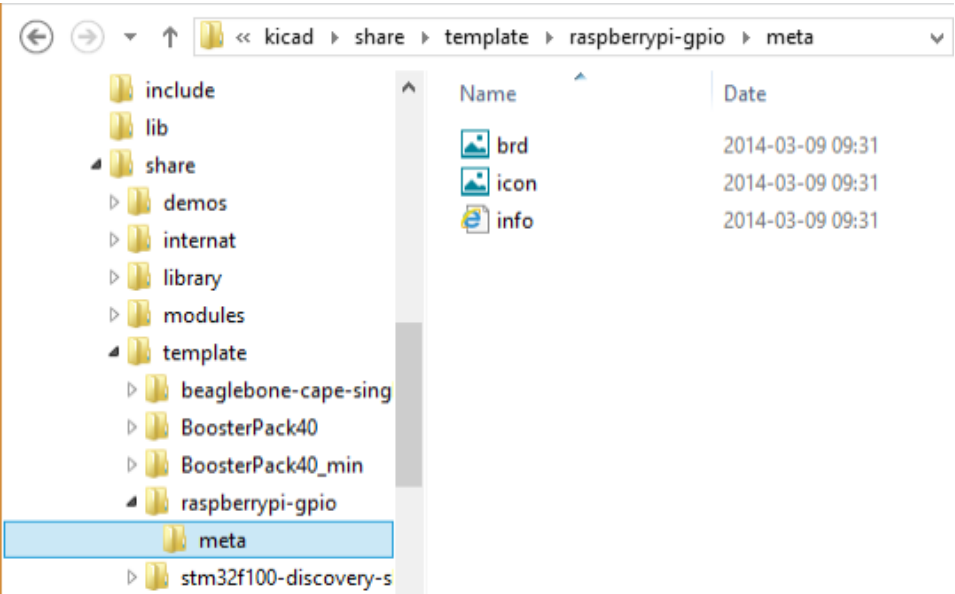 « kicad share template raspberrypi-gpio meta
include
lib
share
demos
internat
library
modules
template
beaglebone-cape-sing
BoosterPack40
BoosterPack40_min
raspberrypi-gpio
meta
stm32f100-discovery-s
Name Date
brd 2014-03-09 09:31
icon 2014-03-09 09:31
info 2014-03-09 09:31